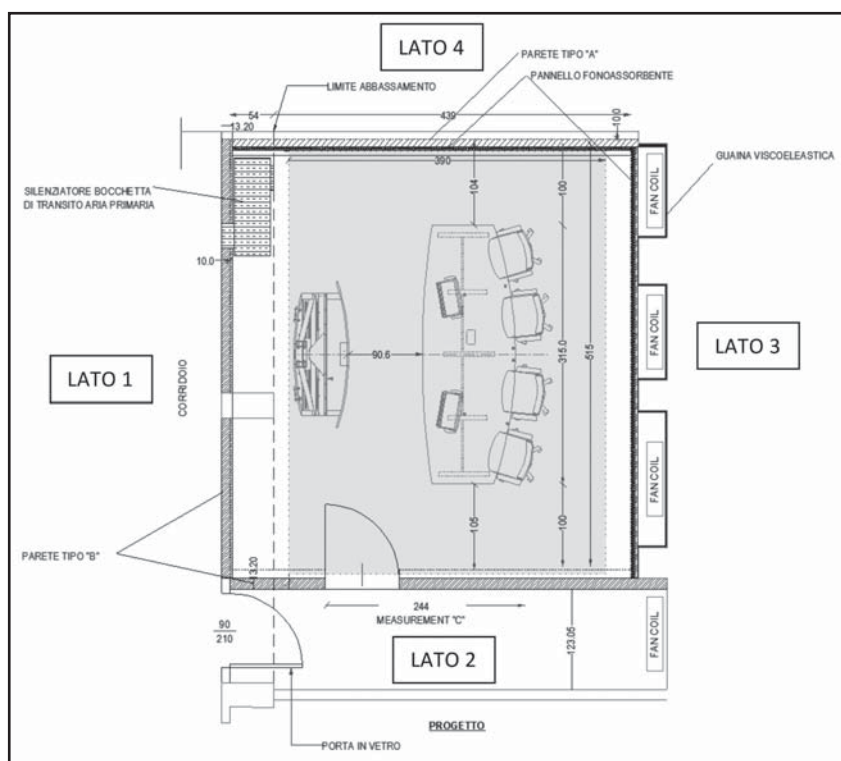 LATO 4
PARETE TIPO "A"
PANNELLO FONOASSORBENTE
LIMITE ABBASSAMENTO
54
439
10.0
13.20
390
GUAINA VISCOELEASTICA
SILENZIATORE BOCCHETTA
DI TRANSITO ARIA PRIMARIA
104
100
FAN COIL
10.0
FAN COIL
LATO 3
LATO 1
CORRIDOIO
90.6
315.0
515
FAN COIL
105
100
PARETE TIPO "B"
13.20
244
MEASUREMENT "C"
90
210
123.05
FAN COIL
LATO 2
PROGETTO
PORTA IN VETRO